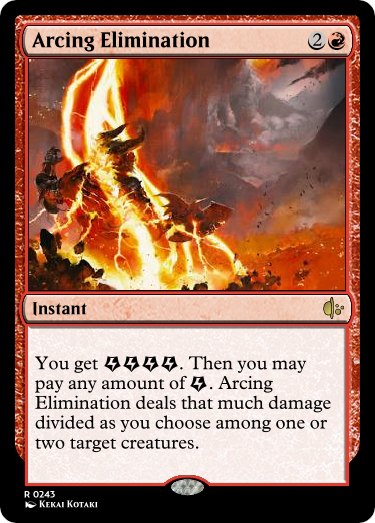 Arcing Elimination 2
Instant
You get. Then you may
pay any amount of. Arcing
Elimination deals that much damage
divided as you choose among one or
two target creatures.
R 0243
Kekai Kotaki